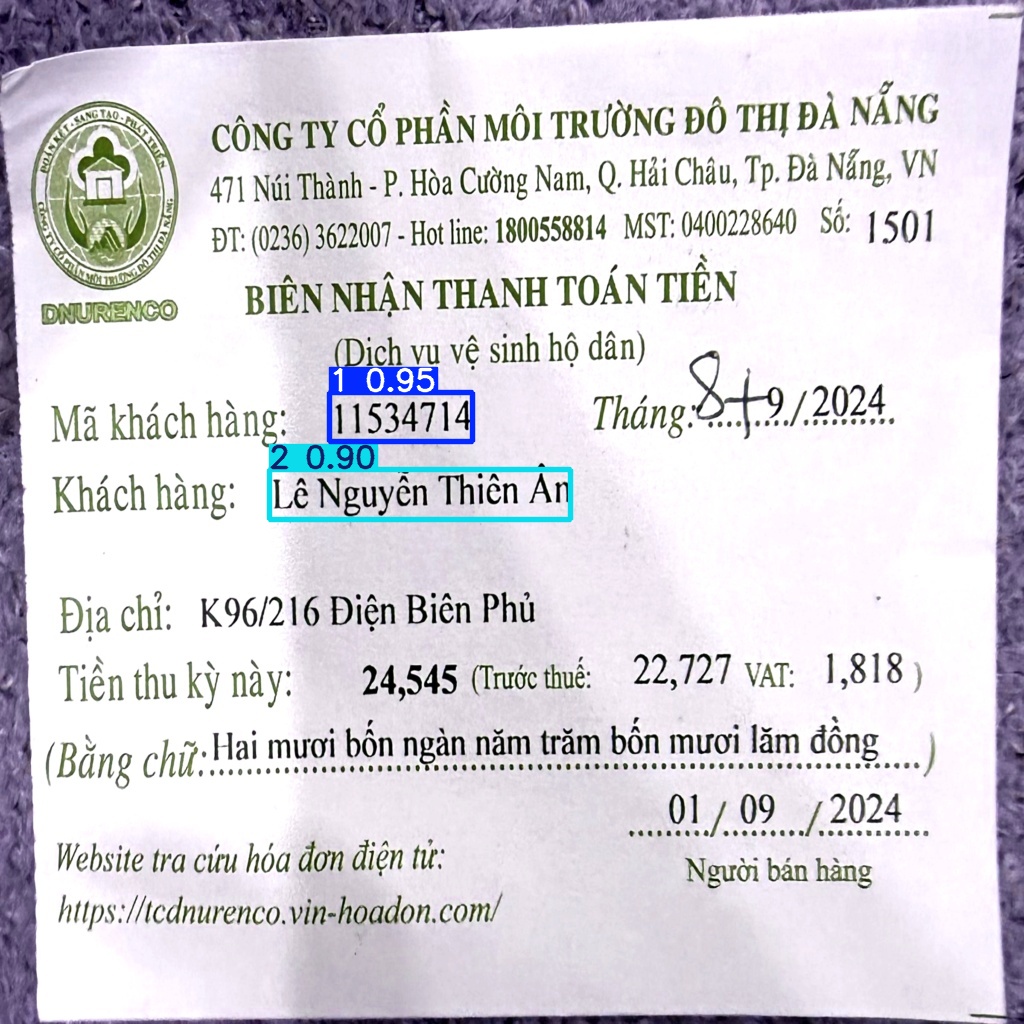 ĐOÀN KẾT - SANG TẠO - PHÁT TRIỂN
CÔNG TY CỔ PHẦN MÔI TRƯỜNG ĐÔ THỊ ĐÀ NẴNG
DNURENCO
CÔNG TY CỔ PHẦN MÔI TRƯỜNG ĐÔ THỊ ĐÀ NẴNG
471 Núi Thành - P. Hòa Cường Nam, Q. Hải Châu, Tp. Đà Nẵng, VN
ĐT: (0236) 3622007 - Hot line: 1800558814 MST: 0400228640 Số: 1501
BIÊN NHẬN THANH TOÁN TIỀN
(Dịch vụ vệ sinh hộ dân)
1 0.95
Mã khách hàng: 11534714 Tháng: 8+9/2024
2 0.90
Khách hàng: Lê Nguyễn Thiên Ân
Địa chỉ: K96/216 Điện Biên Phủ
Tiền thu kỳ này: 24,545 (Trước thuế: 22,727 VAT: 1,818 )
(Bằng chữ: Hai mươi bốn ngàn năm trăm bốn mươi lăm đồng )
01 / 09 / 2024
Người bán hàng
Website tra cứu hóa đơn điện tử:
https://tcdnurenco.vin-hoadon.com/